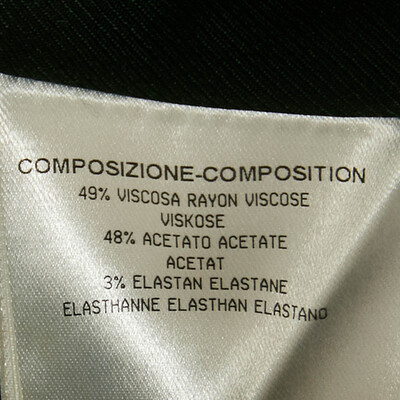 COMPOSIZIONE-COMPOSITION
49% VISCOSA RAYON VISCOSE
VISKOSE
48% ACETATO ACETATE
ACETAT
3% ELASTAN ELASTANE
ELASTHANNE ELASTHAN ELASTANO